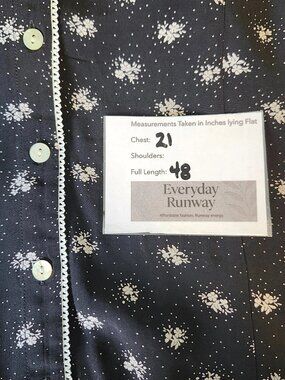 Measurements Taken in Inches lying Flat
Chest: 21
Shoulders:
Full Length: 48
Everyday
Runway
Affordable fashion, Runway energy